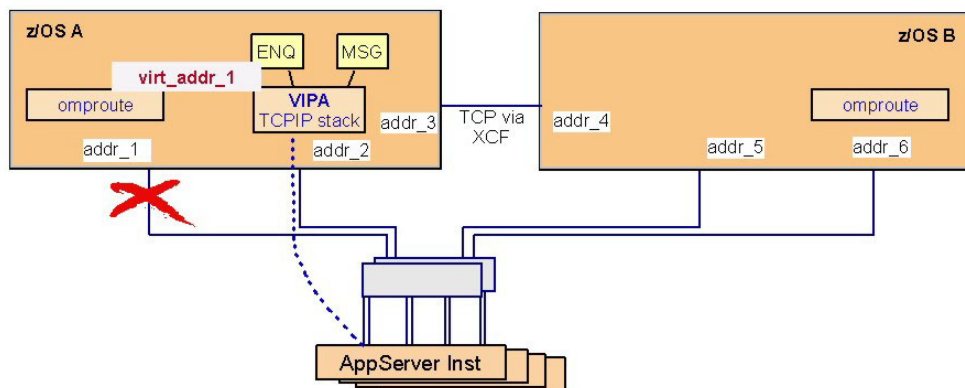 z/OS A
z/OS B
ENQ
MSG
virt_addr_1
omproute
VIPA
TCPIP stack
omproute
addr_3
TCP via
XCF
addr_4
addr_1
addr_2
addr_5
addr_6
AppServer Inst